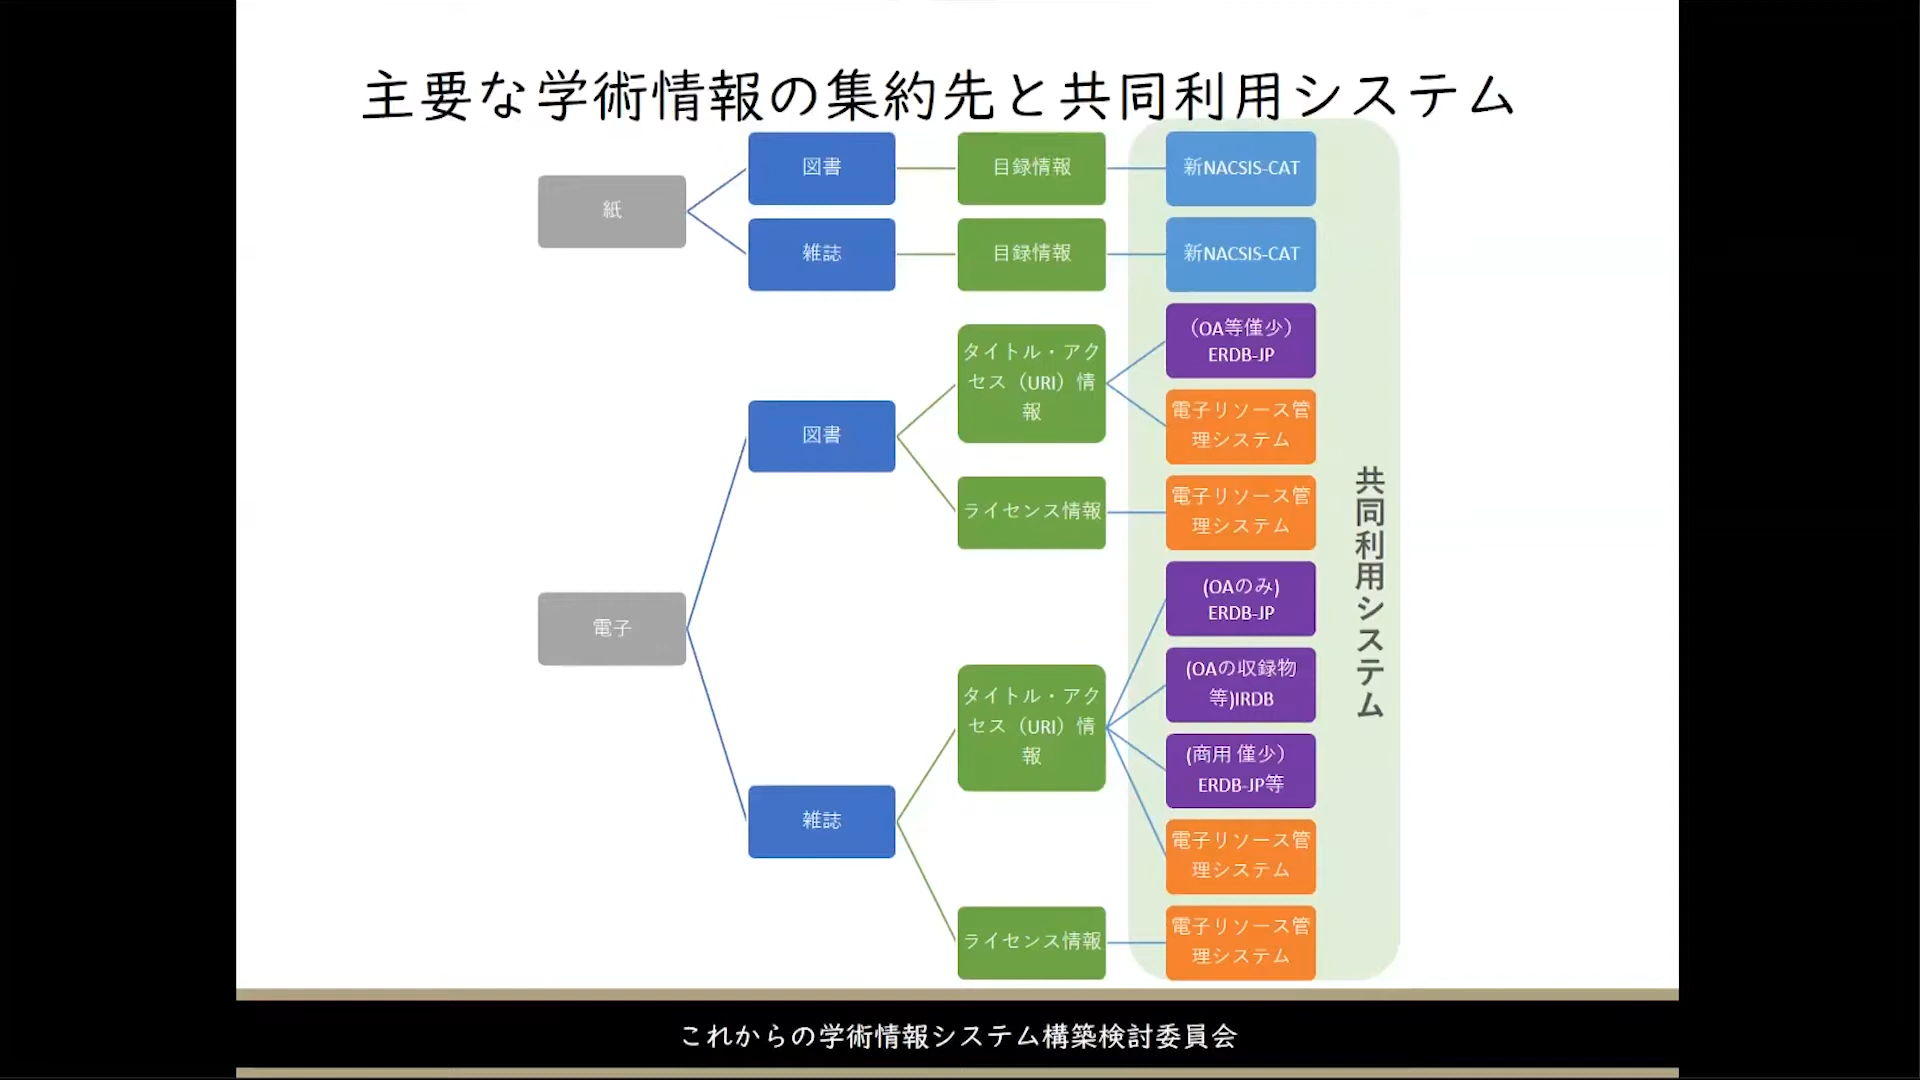 主要な学術情報の集約先と共同利用システム
紙
図書
目録情報
新NACSIS-CAT
雑誌
目録情報
新NACSIS-CAT
電子
図書
タイトル・アク
セス（URI）情
報
（OA等僅少）
ERDB-JP
電子リソース管
理システム
ライセンス情報
電子リソース管
理システム
雑誌
タイトル・アク
セス（URI）情
報
(OAのみ)
ERDB-JP
(OAの収録物
等)IRDB
(商用 僅少）
ERDB-JP等
電子リソース管
理システム
ライセンス情報
電子リソース管
理システム
共同利用システム
これからの学術情報システム構築検討委員会